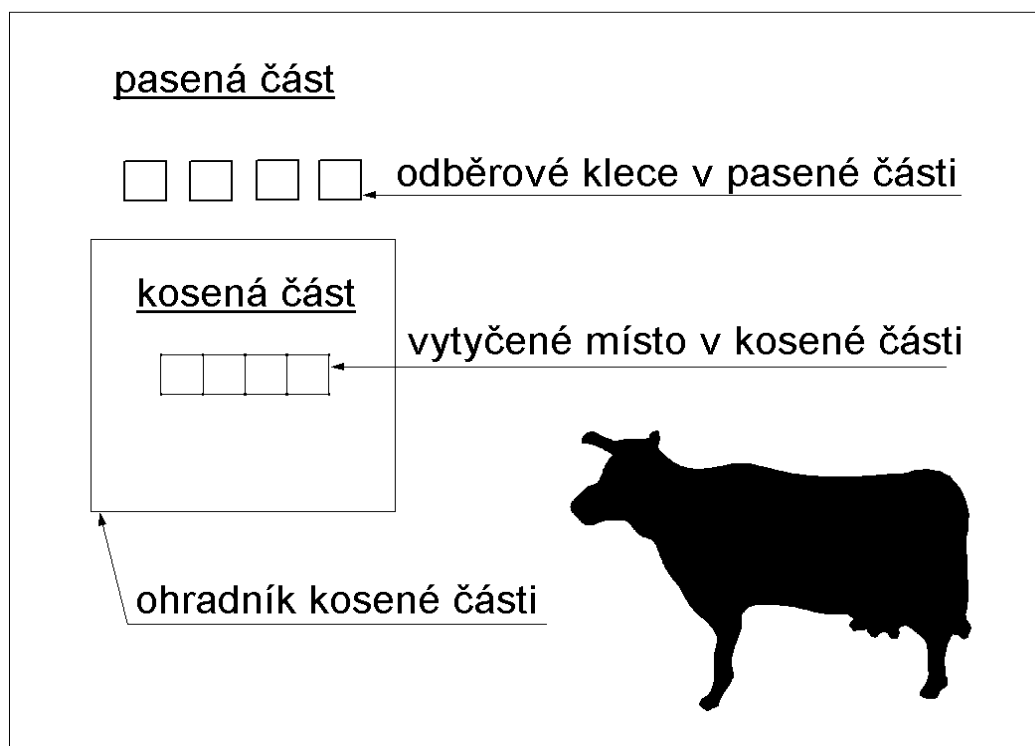 pasená část
odběrové klece v pasené části
kosená část
vytyčené místo v kosené části
ohradník kosené části